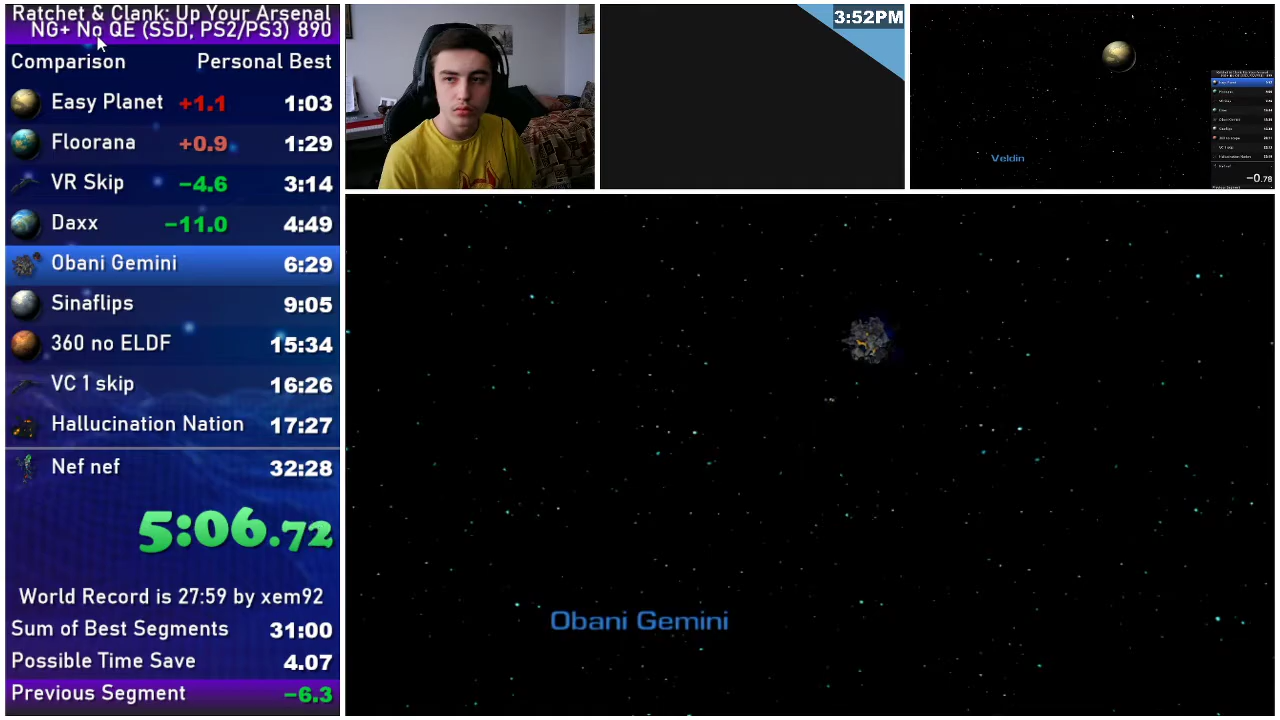 Ratchet & Clank: Up Your Arsenal
NG+ No QE (SSD, PS2/PS3) 890
Comparison Personal Best
Easy Planet +1.1 1:03
Floorana +0.9 1:29
VR Skip −4.6 3:14
Daxx −11.0 4:49
Obani Gemini 6:29
Sinaflips 9:05
360 no ELDF 15:34
VC 1 skip 16:26
Hallucination Nation 17:27
Nef nef 32:28
5:06.72
World Record is 27:59 by xem92
Sum of Best Segments 31:00
Possible Time Save 4.07
Previous Segment −6.3
3:52PM
Veldin
−0.78
Obani Gemini